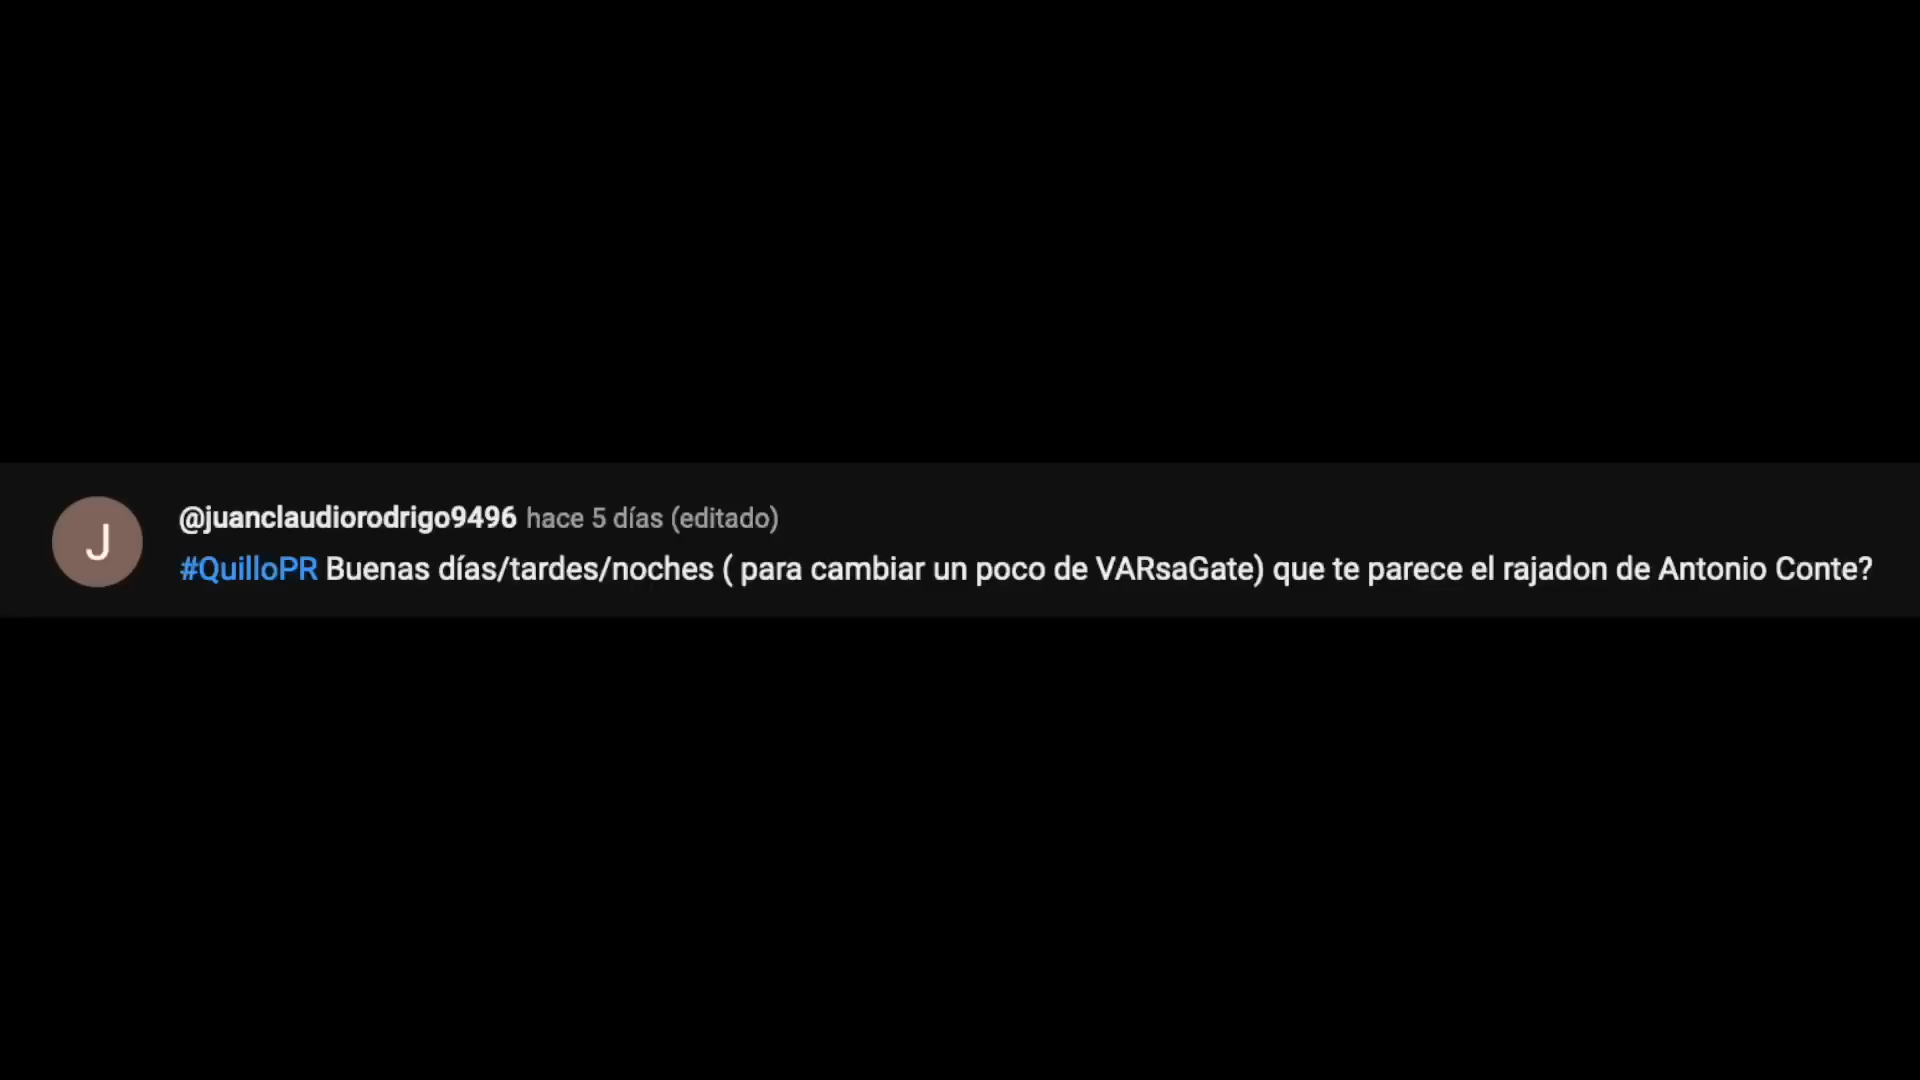 J
@juanclaudiorodrigo9496 hace 5 días (editado)
#QuilloPR Buenas días/tardes/noches ( para cambiar un poco de VARsaGate) que te parece el rajadon de Antonio Conte?